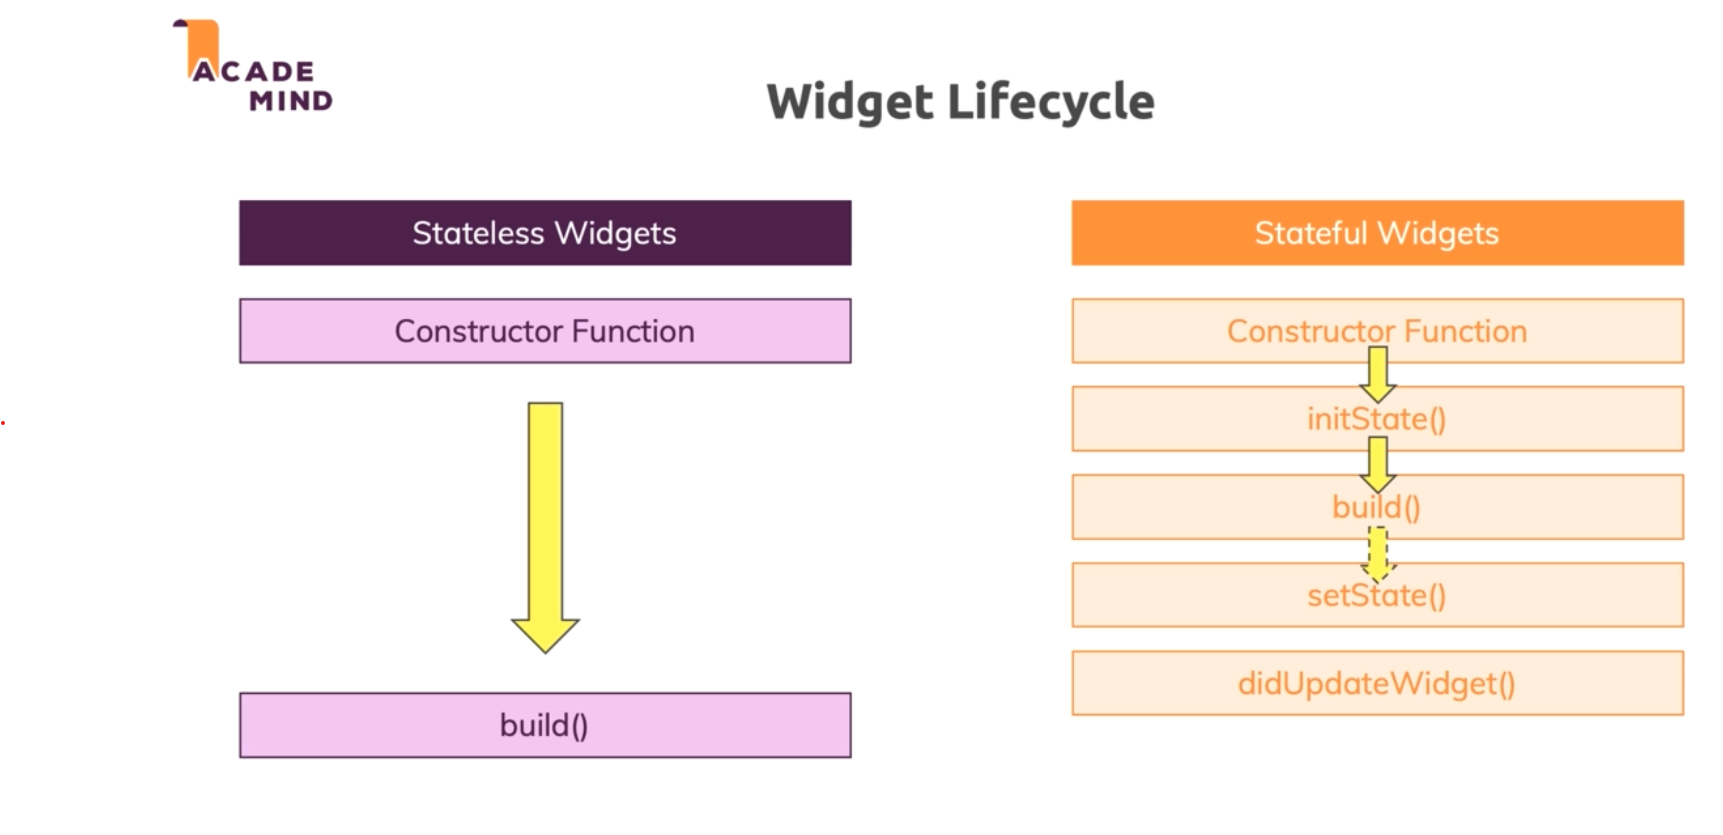 ACADE
MIND
Widget Lifecycle
Stateless Widgets
Constructor Function
build()
Stateful Widgets
Constructor Function
initState()
build()
setState()
didUpdateWidget()